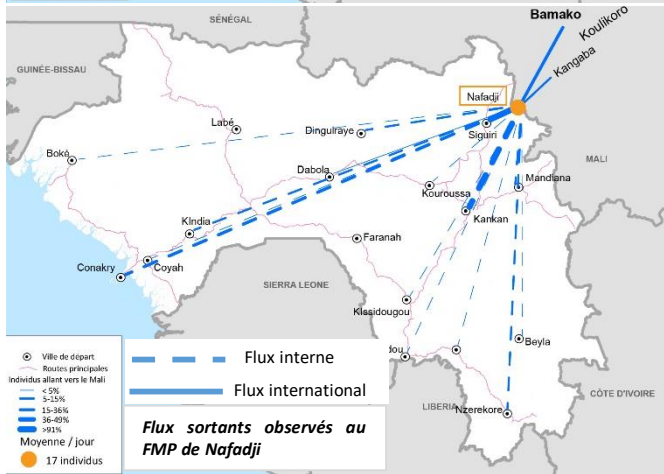 SÉNÉGAL
Bamako
Koulikoro
GUINÉE-BISSAU
Kangaba
Nafadji
Labé
Dinguiraye
Siguiri
Boké
MALI
Dabola
Mandiana
Kouroussa
KIndia
Kankan
Faranah
Conakry
Coyah
SIERRA LEONE
KIssidougou
dou
Beyla
LIBERIA
CÔTE D'IVOIRE
Nzerekore
Ville de départ
Routes principales
Individus allant vers le Mali
< 5%
5-15%
15-36%
36-49%
>91%
Moyenne / jour
17 individus
Flux interne
Flux international
Flux sortants observés au
FMP de Nafadji